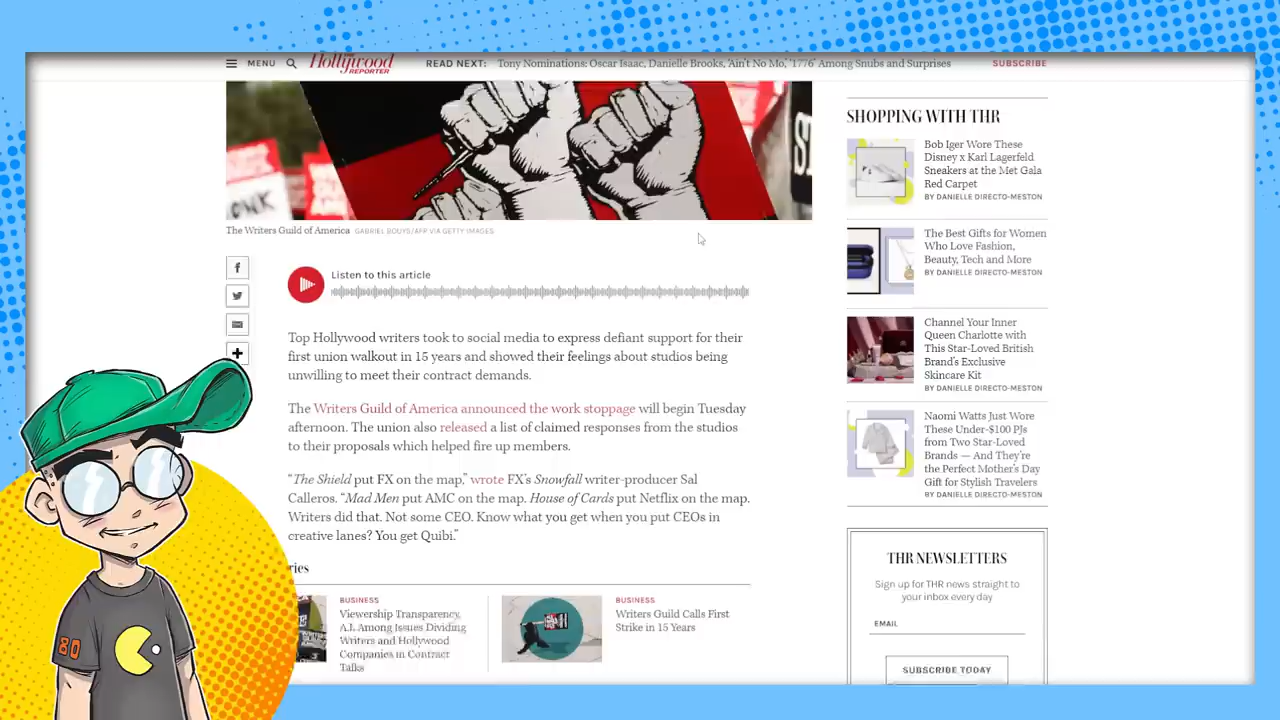 MENU
Hollywood
REPORTER
READ NEXT: Tony Nominations: Oscar Isaac, Danielle Brooks, 'Ain't No Mo,' '1776' Among Snubs and Surprises
SUBSCRIBE
ONK
The Writers Guild of America GABRIEL BOUYS/AFP VIA GETTY IMAGES
Listen to this article
Top Hollywood writers took to social media to express defiant support for their
first union walkout in 15 years and showed their feelings about studios being
unwilling to meet their contract demands.
The Writers Guild of America announced the work stoppage will begin Tuesday
afternoon. The union also released a list of claimed responses from the studios
to their proposals which helped fire up members.
“The Shield put FX on the map,” wrote FX’s Snowfall writer-producer Sal
Calleros. “Mad Men put AMC on the map. House of Cards put Netflix on the map.
Writers did that. Not some CEO. Know what you get when you put CEOs in
creative lanes? You get Quibi.”
ries
BUSINESS
Viewership Transparency,
A.I. Among Issues Dividing
Writers and Hollywood
Companies in Contract
Talks
BUSINESS
Writers Guild Calls First
Strike in 15 Years
SHOPPING WITH THR
Bob Iger Wore These
Disney x Karl Lagerfeld
Sneakers at the Met Gala
Red Carpet
BY DANIELLE DIRECTO-MESTON
The Best Gifts for Women
Who Love Fashion,
Beauty, Tech and More
BY DANIELLE DIRECTO-MESTON
Channel Your Inner
Queen Charlotte with
This Star-Loved British
Brand’s Exclusive
Skincare Kit
BY DANIELLE DIRECTO-MESTON
Naomi Watts Just Wore
These Under-$100 PJs
from Two Star-Loved
Brands — And They’re
the Perfect Mother’s Day
Gift for Stylish Travelers
BY DANIELLE DIRECTO-MESTON
THR NEWSLETTERS
Sign up for THR news straight to
your inbox every day
EMAIL
SUBSCRIBE TODAY
80